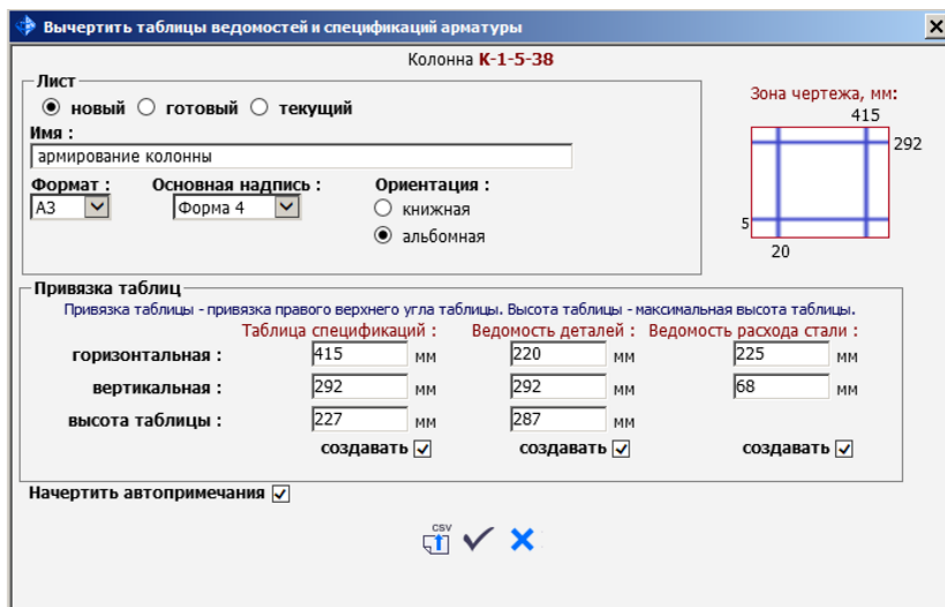 Вычертить таблицы ведомостей и спецификаций арматуры
Колонна К-1-5-38
Лист
новый готовый текущий
Имя :
армирование колонны
Формат : Основная надпись : Ориентация :
А3 Форма 4 книжная
альбомная
Зона чертежа, мм:
415
292
5
20
Привязка таблиц
Привязка таблицы - привязка правого верхнего угла таблицы. Высота таблицы - максимальная высота таблицы.
Таблица спецификаций : Ведомость деталей : Ведомость расхода стали :
горизонтальная : 415 мм 220 мм 225 мм
вертикальная : 292 мм 292 мм 68 мм
высота таблицы : 227 мм 287 мм
создавать создавать создавать
Начертить автопримечания
CSV